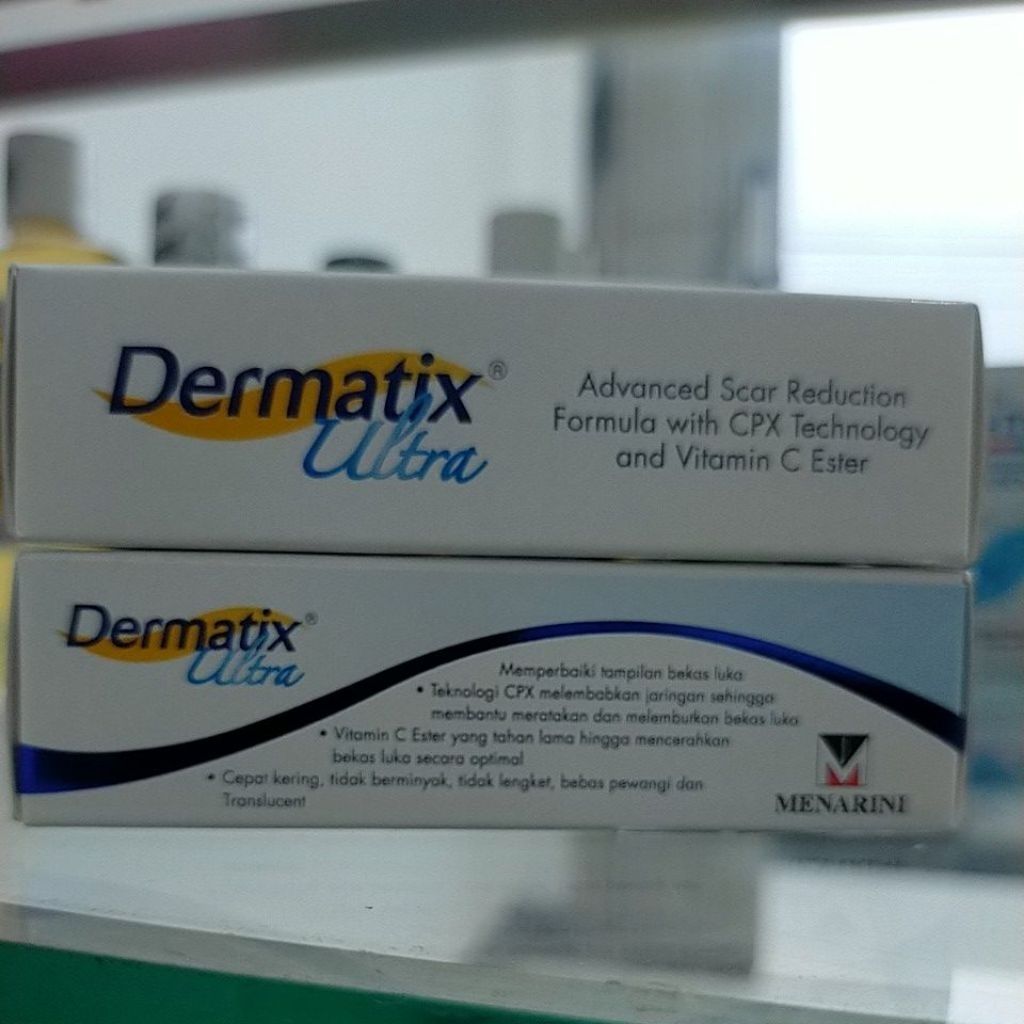 Dermatix®
Ultra
Advanced Scar Reduction
Formula with CPX Technology
and Vitamin C Ester
Dermatix®
Ultra
Memperbaiki tampilan bekas luka:
• Teknologi CPX melembabkan jaringan sehingga
membantu meratakan dan melembutkan bekas luka
• Vitamin C Ester yang tahan lama hingga mencerahkan
bekas luka secara optimal
• Cepat kering, tidak berminyak, tidak lengket, bebas pewangi dan
Translucent
MENARINI